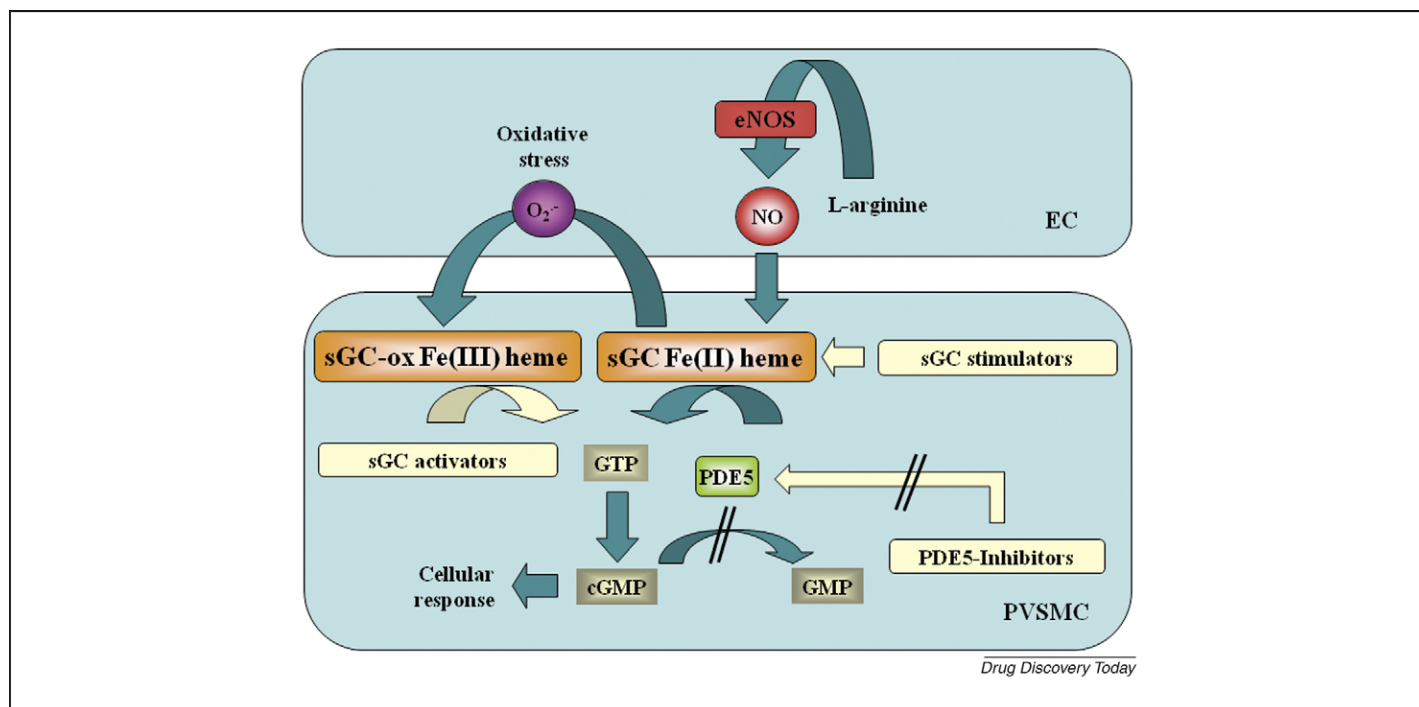 eNOS
Oxidative
stress
O₂·-
NO
L-arginine
EC
sGC-ox Fe(III) heme
sGC Fe(II) heme
sGC stimulators
sGC activators
GTP
PDE5
PDE5-Inhibitors
Cellular
response
cGMP
GMP
PVSMC
Drug Discovery Today